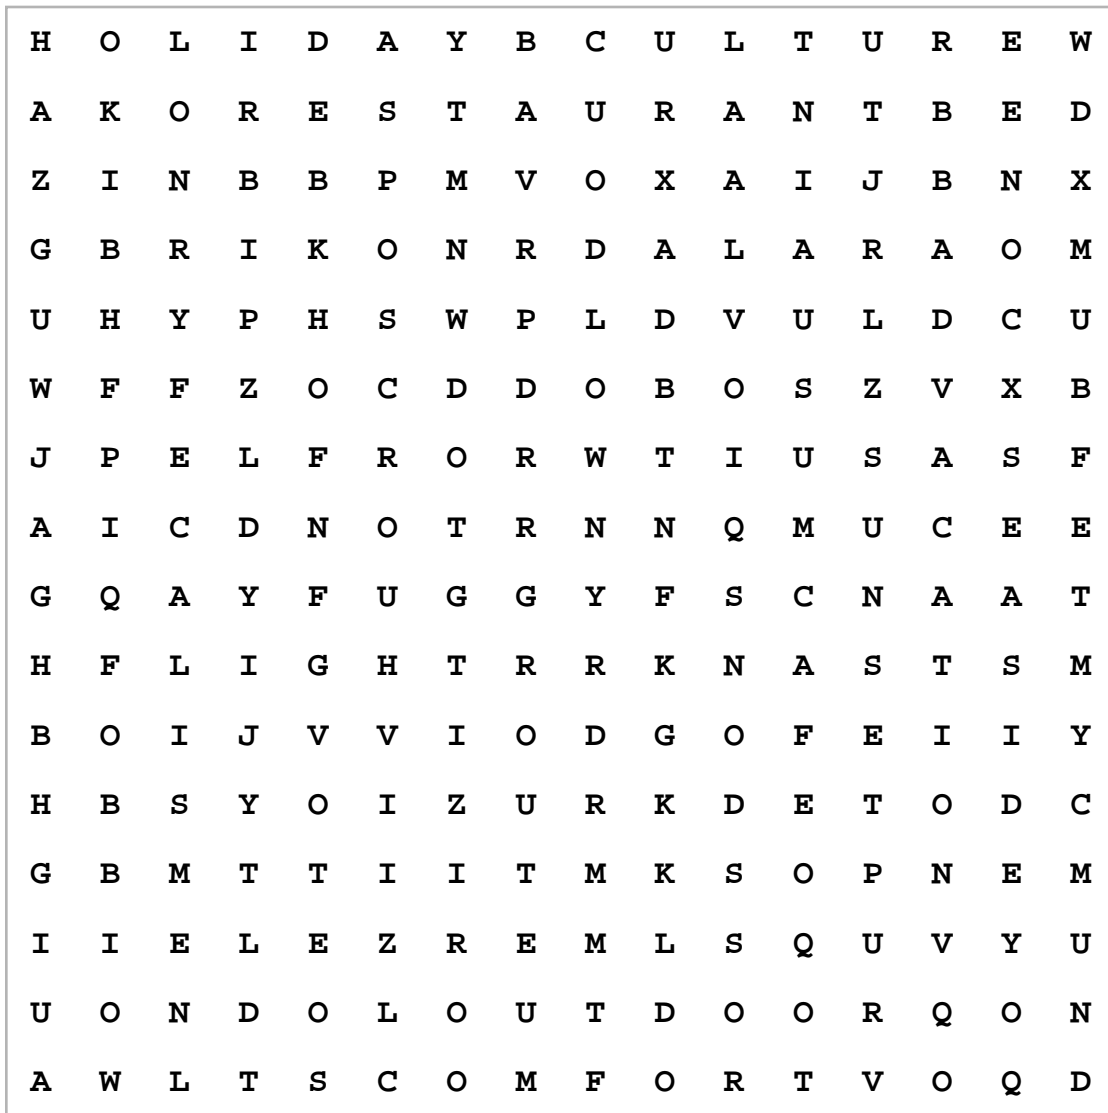 H O L I D A Y B C U L T U R E W
A K O R E S T A U R A N T B E D
Z I N B B P M V O X A I J B N X
G B R I K O N R D A L A R A O M
U H Y P H S W P L D V U L D C U
W F F Z O C D D O B O S Z V X B
J P E L F R O R W T I U S A S F
A I C D N O T R N N Q M U C E E
G Q A Y F U G G Y F S C N A A T
H F L I G H T R R K N A S T S M
B O I J V V I O D G O F E I I Y
H B S Y O I Z U R K D E T O D C
G B M T T I I T M K S O P N E M
I I E L E Z R E M L S Q U V Y U
U O N D O L O U T D O O R Q O N
A W L T S C O M F O R T V O Q D